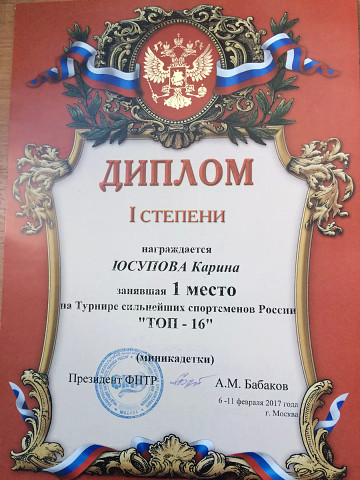 ДИПЛОМ
I СТЕПЕНИ
награждается
ЮСУПОВА Карина
занявшая 1 место
на Турнире сильнейших спортсменов России
"ТОП - 16"
(миникадетки)
Президент ФНТР А.М. Бабаков
6 -11 февраля 2017 года
г. Москва